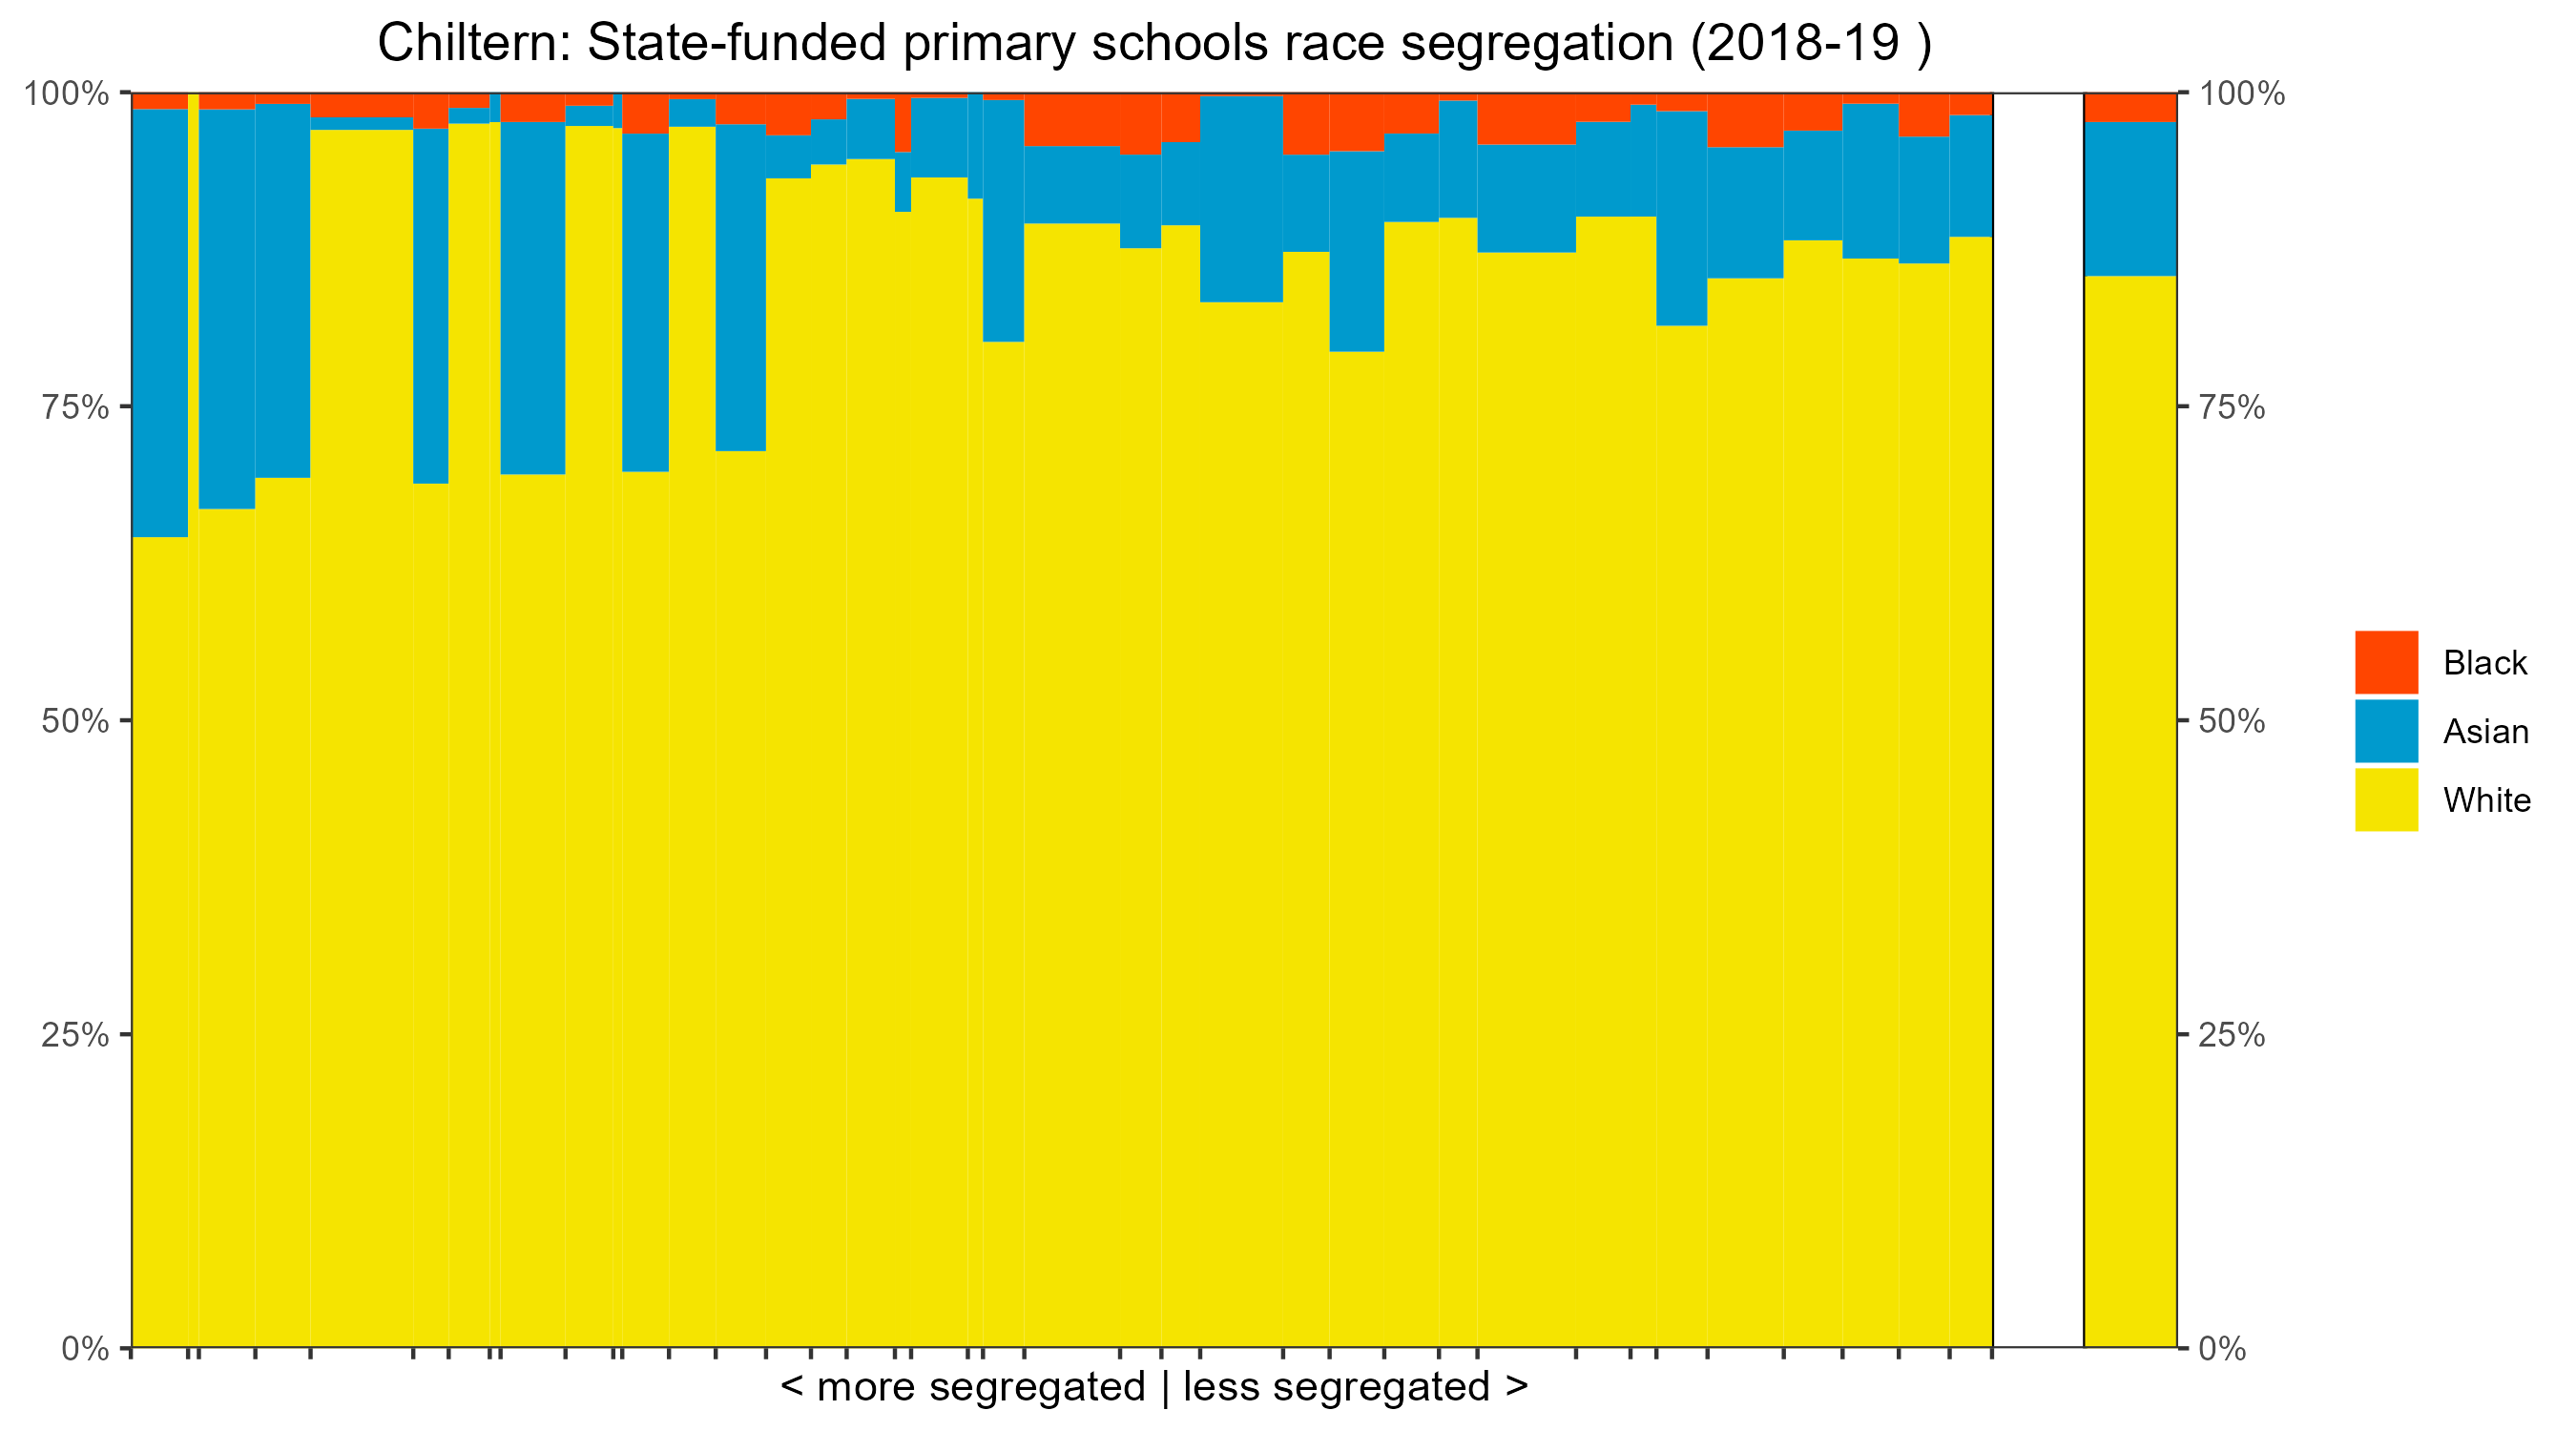 Chiltern: State-funded primary schools race segregation (2018-19 )
100%
75%
50%
25%
0%
100%
75%
50%
25%
0%
Black
Asian
White
< more segregated | less segregated >